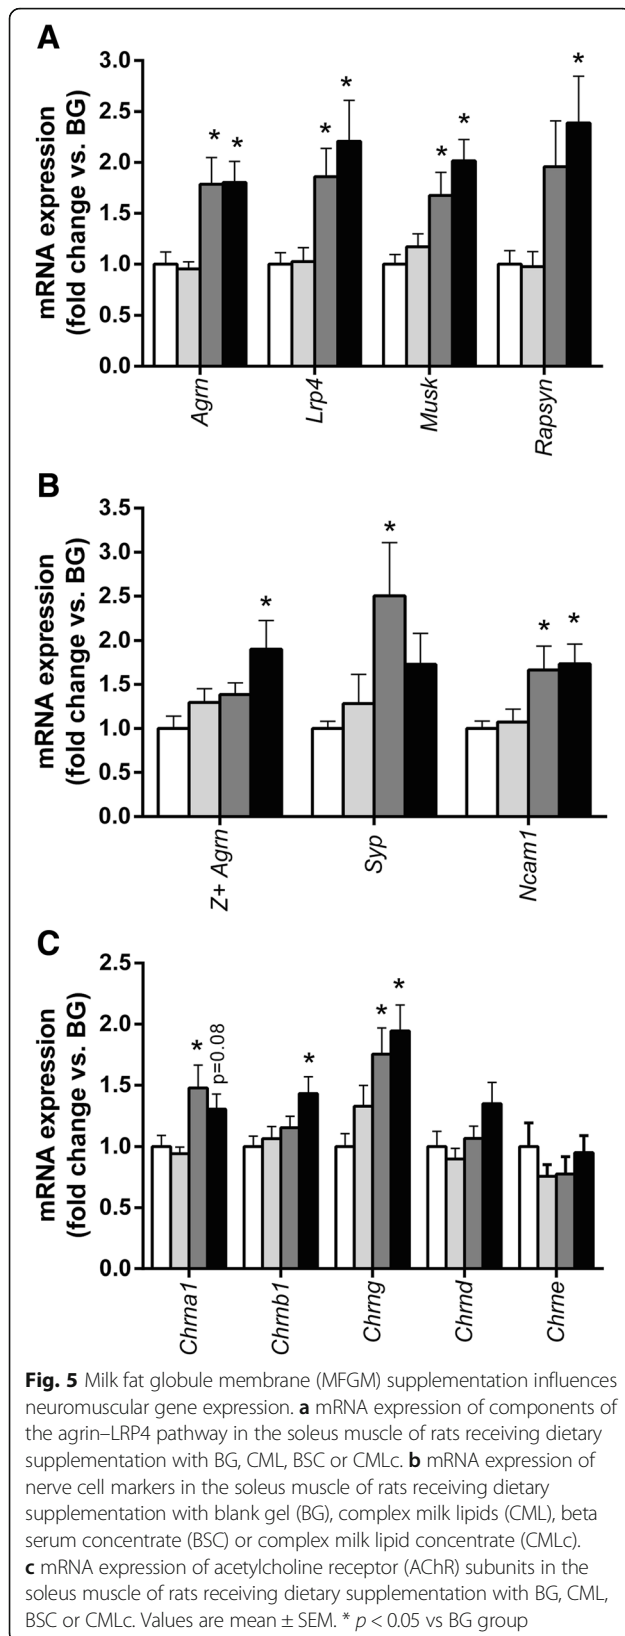 A
mRNA expression
(fold change vs. BG)
3.0
2.5
2.0
1.5
1.0
0.5
0.0
* * * * * * *
Agrn Lrp4 Musk Rapsyn
B
mRNA expression
(fold change vs. BG)
3.5
3.0
2.5
2.0
1.5
1.0
0.5
0.0
* * * *
Z+ Agrn Syp Ncam1
C
mRNA expression
(fold change vs. BG)
2.5
2.0
1.5
1.0
0.5
0.0
* p=0.08 * * *
Chrna1 Chrnb1 Chrng Chrnd Chrne
Fig. 5 Milk fat globule membrane (MFGM) supplementation influences
neuromuscular gene expression. a mRNA expression of components of
the agrin–LRP4 pathway in the soleus muscle of rats receiving dietary
supplementation with BG, CML, BSC or CMLc. b mRNA expression of
nerve cell markers in the soleus muscle of rats receiving dietary
supplementation with blank gel (BG), complex milk lipids (CML), beta
serum concentrate (BSC) or complex milk lipid concentrate (CMLc).
c mRNA expression of acetylcholine receptor (AChR) subunits in the
soleus muscle of rats receiving dietary supplementation with BG, CML,
BSC or CMLc. Values are mean ± SEM. * p < 0.05 vs BG group